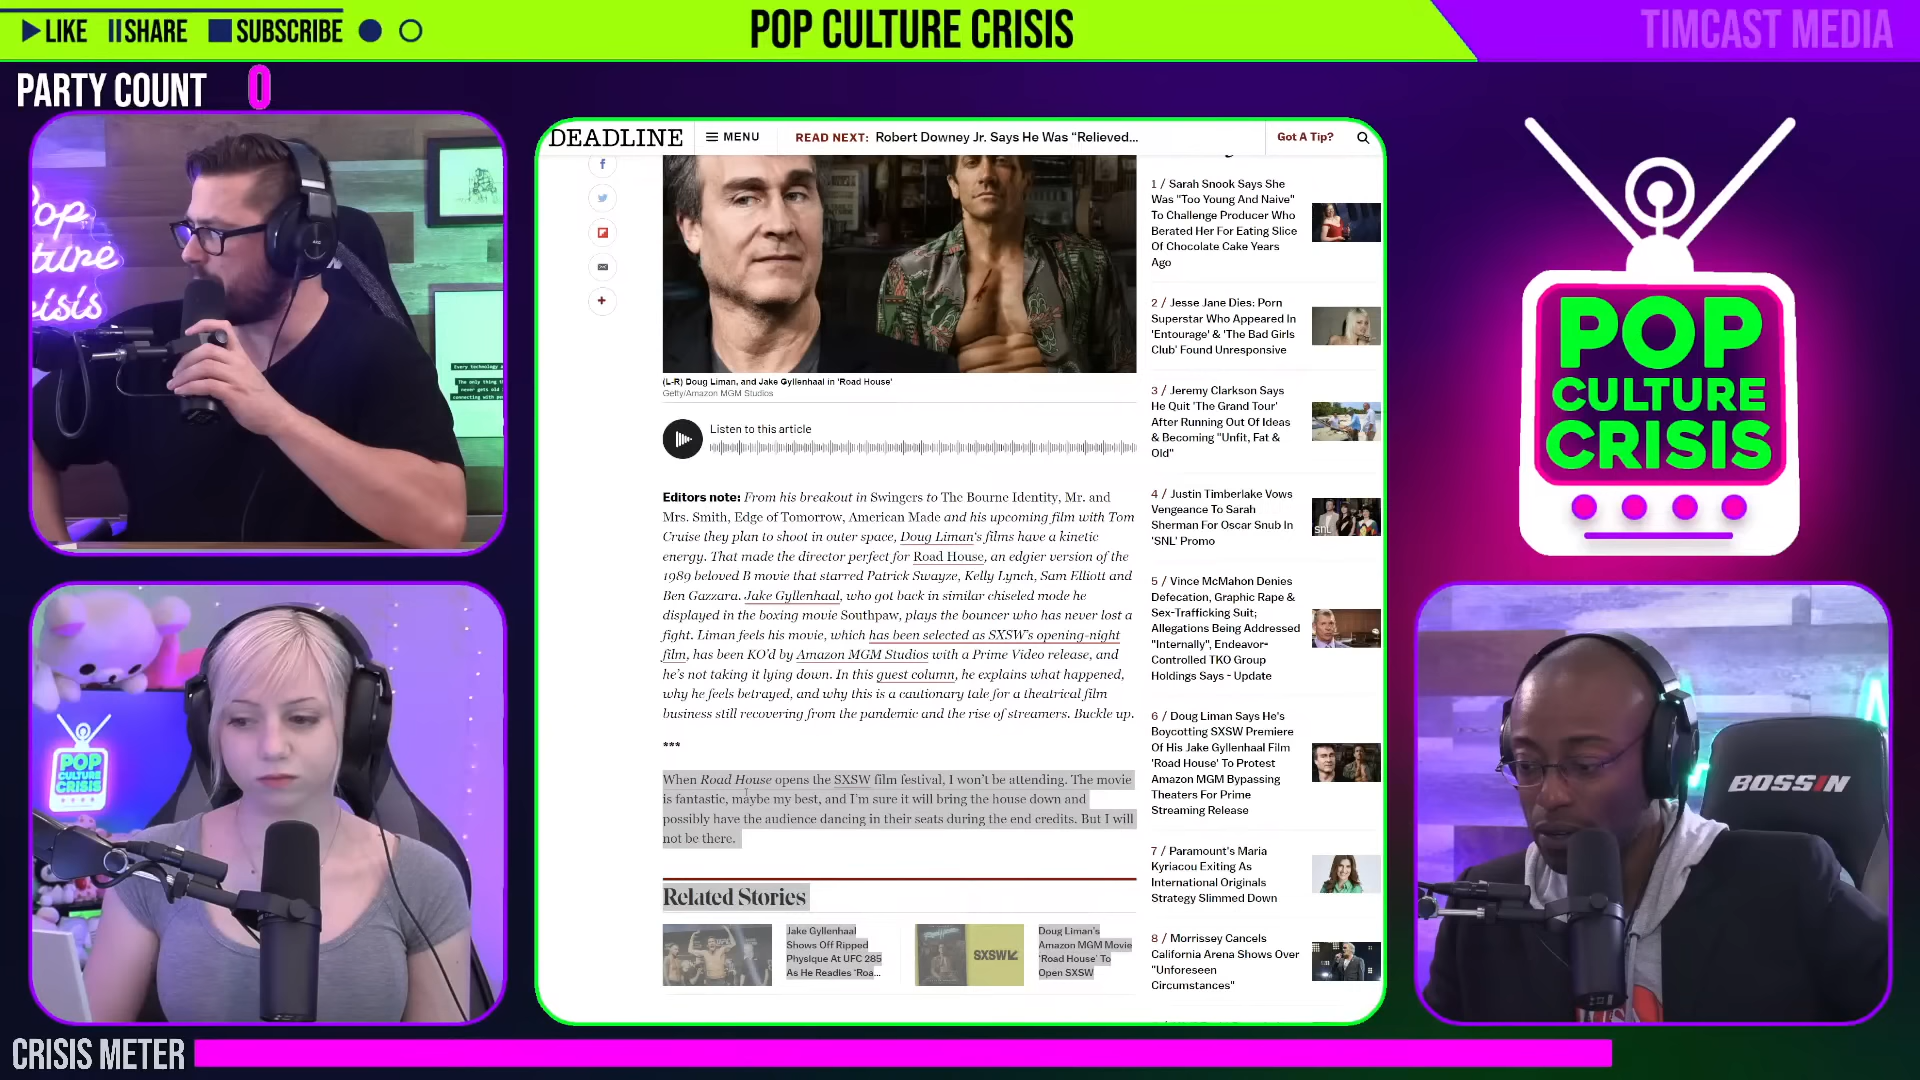 LIKE SHARE SUBSCRIBE
POP CULTURE CRISIS
TIMCAST MEDIA
PARTY COUNT 0
Pop
Culture
Crisis
DEADLINE
MENU
READ NEXT: Robert Downey Jr. Says He Was “Relieved...
Got A Tip?
(L-R) Doug Liman, and Jake Gyllenhaal in 'Road House'
Getty/Amazon MGM Studios
Listen to this article
Editors note: From his breakout in Swingers to The Bourne Identity, Mr. and
Mrs. Smith, Edge of Tomorrow, American Made and his upcoming film with Tom
Cruise they plan to shoot in outer space, Doug Liman's films have a kinetic
energy. That made the director perfect for Road House, an edgier version of the
1989 beloved B movie that starred Patrick Swayze, Kelly Lynch, Sam Elliott and
Ben Gazzara. Jake Gyllenhaal, who got back in similar chiseled mode he
displayed in the boxing movie Southpaw, plays the bouncer who has never lost a
fight. Liman feels his movie, which has been selected as SXSW's opening-night
film, has been KO'd by Amazon MGM Studios with a Prime Video release, and
he's not taking it lying down. In this guest column, he explains what happened,
why he feels betrayed, and why this is a cautionary tale for a theatrical film
business still recovering from the pandemic and the rise of streamers. Buckle up.
***
When Road House opens the SXSW film festival, I won't be attending. The movie
is fantastic, maybe my best, and I'm sure it will bring the house down and
possibly have the audience dancing in their seats during the end credits. But I will
not be there.
Related Stories
Jake Gyllenhaal
Shows Off Ripped
Physique At UFC 285
As He Readies 'Roa...
SXSW
Doug Liman's
Amazon MGM Movie
'Road House' To
Open SXSW
1 / Sarah Snook Says She
Was "Too Young And Naive"
To Challenge Producer Who
Berated Her For Eating Slice
Of Chocolate Cake Years
Ago
2 / Jesse Jane Dies: Porn
Superstar Who Appeared In
'Entourage' & 'The Bad Girls
Club' Found Unresponsive
3 / Jeremy Clarkson Says
He Quit 'The Grand Tour'
After Running Out Of Ideas
& Becoming "Unfit, Fat &
Old"
4 / Justin Timberlake Vows
Vengeance To Sarah
Sherman For Oscar Snub In
'SNL' Promo
SNL
5 / Vince McMahon Denies
Defecation, Graphic Rape &
Sex-Trafficking Suit;
Allegations Being Addressed
"Internally", Endeavor-
Controlled TKO Group
Holdings Says - Update
6 / Doug Liman Says He's
Boycotting SXSW Premiere
Of His Jake Gyllenhaal Film
'Road House' To Protest
Amazon MGM Bypassing
Theaters For Prime
Streaming Release
7 / Paramount's Maria
Kyriacou Exiting As
International Originals
Strategy Slimmed Down
8 / Morrissey Cancels
California Arena Shows Over
"Unforeseen
Circumstances"
POP
CULTURE
CRISIS
POP
CULTURE
CRISIS
BOSSIN
CRISIS METER